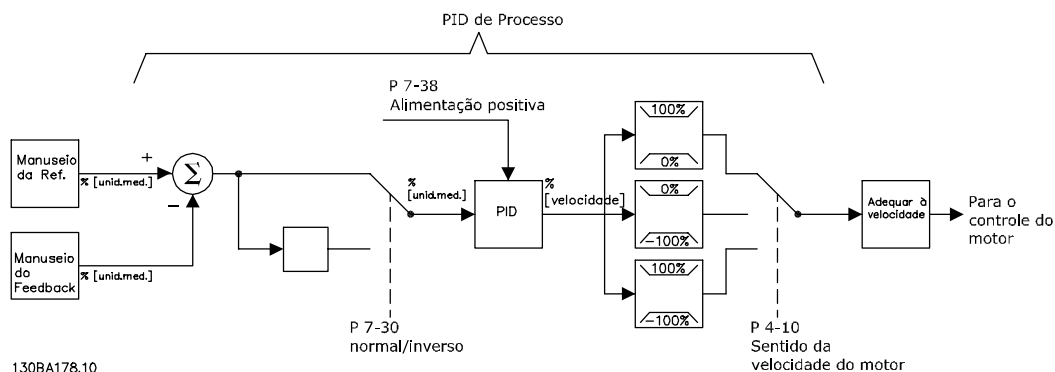 PID de Processo
P 7-38
Alimentação positiva
100%
0%
Manuseio
da Ref.
% [unid.med.]
+
Σ
−
%
[unid.med.]
PID
%
[velocidade]
0%
−100%
Adequar à
velocidade
Para o
controle do
motor
Manuseio
do
Feedback
% [unid.med.]
100%
−100%
P 7-30
normal/inverso
P 4-10
Sentido da
velocidade do motor
130BA178.10